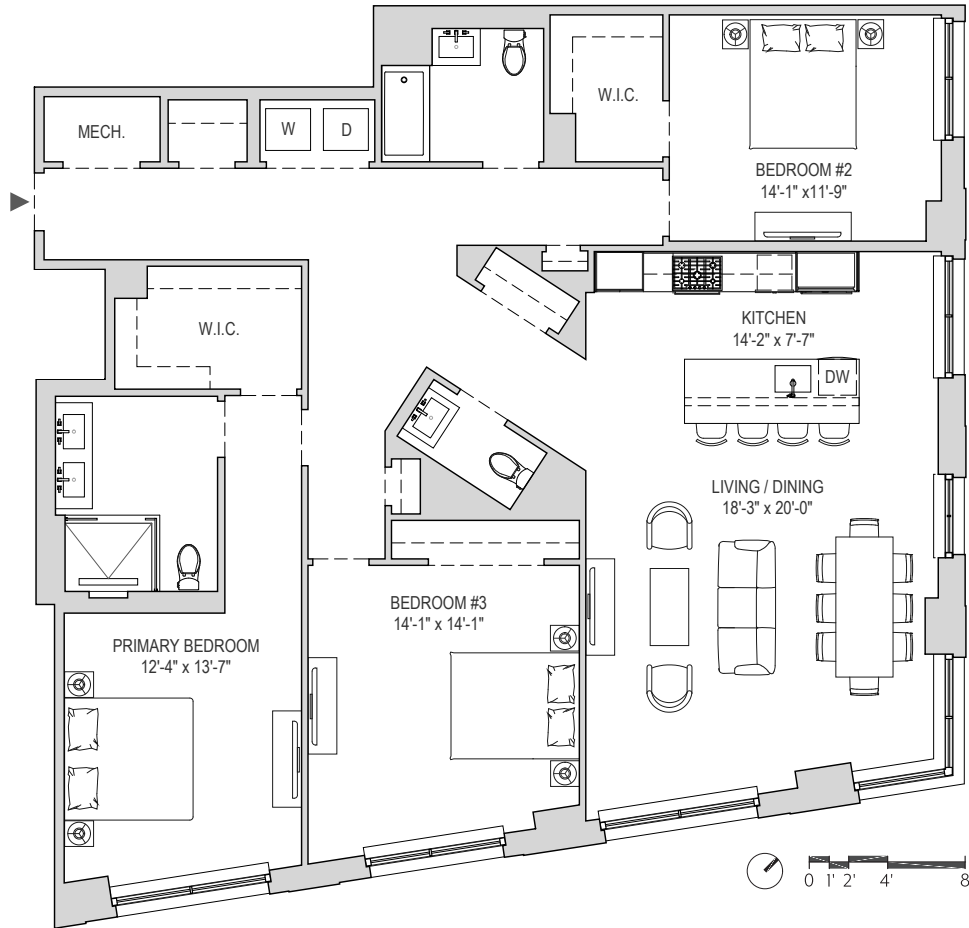 MECH.
W
D
W.I.C.
BEDROOM #2
14'-1" x11'-9"
W.I.C.
KITCHEN
14'-2" x 7'-7"
DW
LIVING / DINING
18'-3" x 20'-0"
BEDROOM #3
14'-1" x 14'-1"
PRIMARY BEDROOM
12'-4" x 13'-7"
0 1' 2' 4' 8